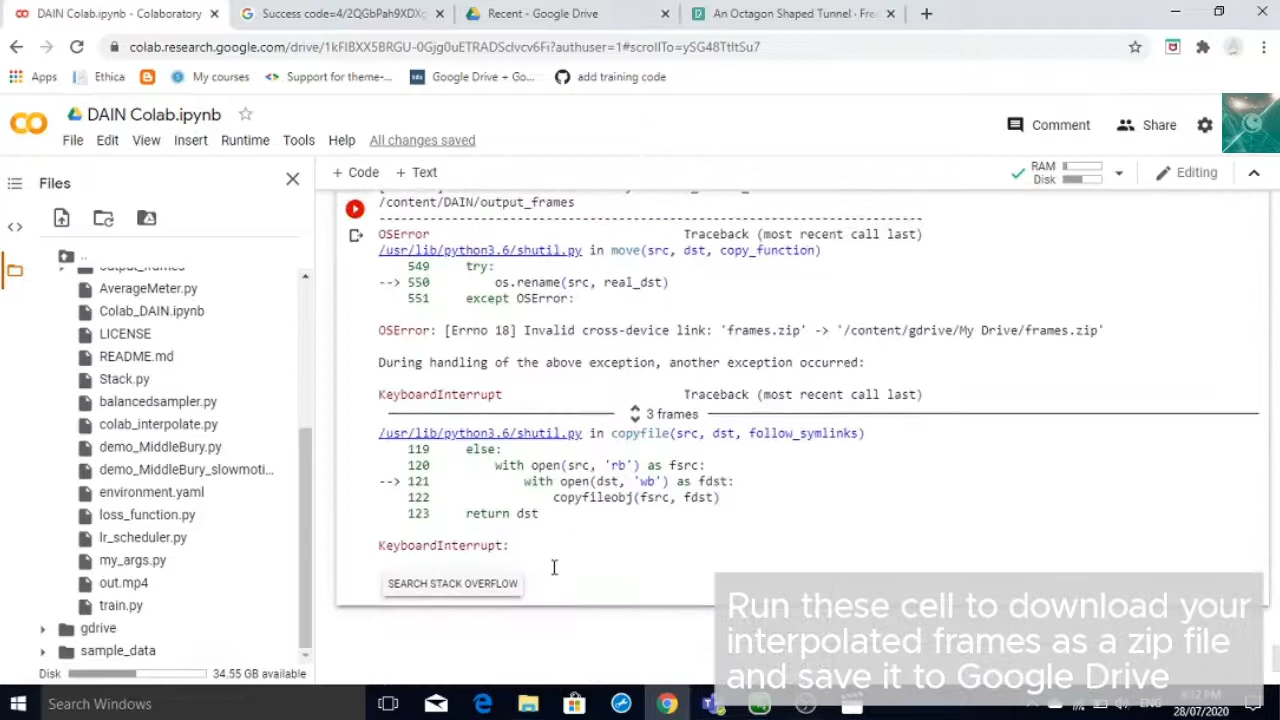 DAIN Colab.ipynb - Colaboratory
Success code=4/2QGbPah9XDXg
Recent - Google Drive
An Octagon Shaped Tunnel · Free
colab.research.google.com/drive/1kFIBXX5BRGU-0Gjg0uETRADSclvcv6Fi?authuser=1#scrollTo=ySG48TtItSu7
Apps
Ethica
My courses
Support for theme-...
Google Drive + Go...
add training code
DAIN Colab.ipynb
File Edit View Insert Runtime Tools Help All changes saved
Comment
Share
Files
+ Code + Text
RAM
Disk
Editing
..
output_frames
AverageMeter.py
Colab_DAIN.ipynb
LICENSE
README.md
Stack.py
balancedsampler.py
colab_interpolate.py
demo_MiddleBury.py
demo_MiddleBury_slowmoti...
environment.yaml
loss_function.py
lr_scheduler.py
my_args.py
out.mp4
train.py
gdrive
sample_data
Disk 34.55 GB available
/content/DAIN/output_frames
---------------------------------------------------------------------------
OSError Traceback (most recent call last)
/usr/lib/python3.6/shutil.py in move(src, dst, copy_function)
549 try:
--> 550 os.rename(src, real_dst)
551 except OSError:
OSError: [Errno 18] Invalid cross-device link: 'frames.zip' -> '/content/gdrive/My Drive/frames.zip'
During handling of the above exception, another exception occurred:
KeyboardInterrupt Traceback (most recent call last)
3 frames
/usr/lib/python3.6/shutil.py in copyfile(src, dst, follow_symlinks)
119 else:
120 with open(src, 'rb') as fsrc:
--> 121 with open(dst, 'wb') as fdst:
122 copyfileobj(fsrc, fdst)
123 return dst
KeyboardInterrupt:
SEARCH STACK OVERFLOW
Run these cell to download your
interpolated frames as a zip file
and save it to Google Drive
Search Windows
ENG
6:12 PM
28/07/2020